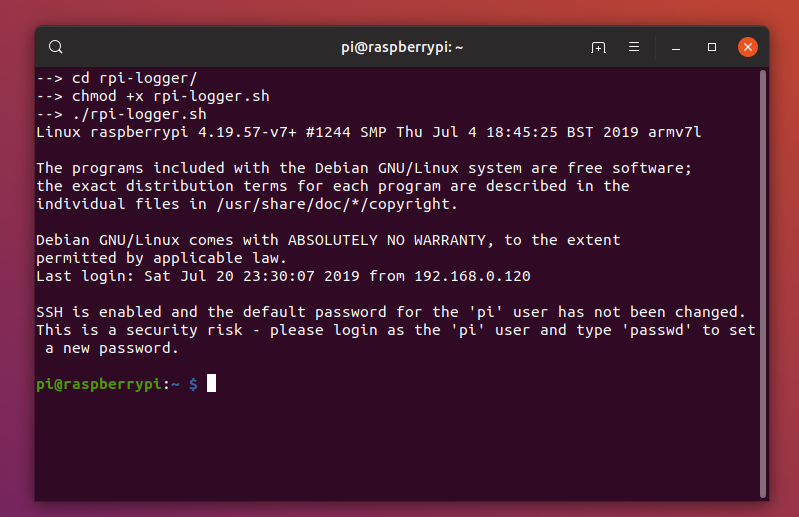 pi@raspberrypi: ~
--> cd rpi-logger/
--> chmod +x rpi-logger.sh
--> ./rpi-logger.sh
Linux raspberrypi 4.19.57-v7+ #1244 SMP Thu Jul 4 18:45:25 BST 2019 armv7l
The programs included with the Debian GNU/Linux system are free software;
the exact distribution terms for each program are described in the
individual files in /usr/share/doc/*/copyright.
Debian GNU/Linux comes with ABSOLUTELY NO WARRANTY, to the extent
permitted by applicable law.
Last login: Sat Jul 20 23:30:07 2019 from 192.168.0.120
SSH is enabled and the default password for the 'pi' user has not been changed.
This is a security risk - please login as the 'pi' user and type 'passwd' to set
 a new password.
pi@raspberrypi:~ $